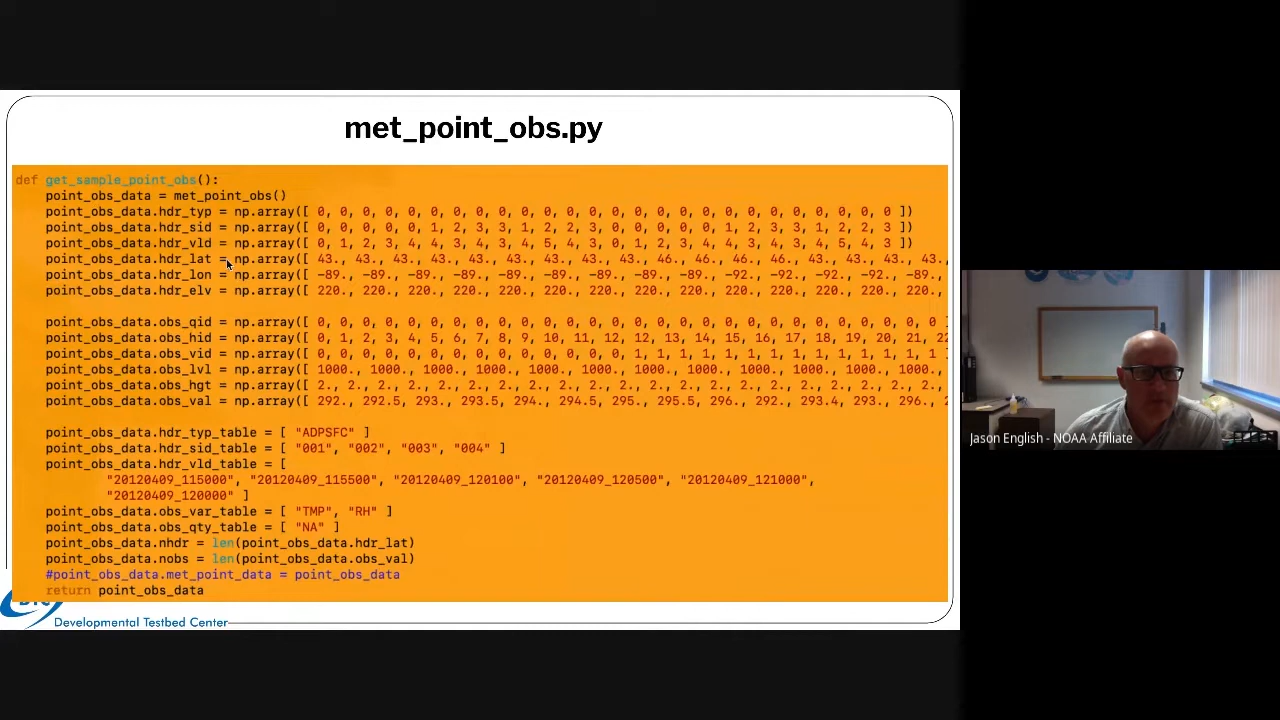 met_point_obs.py
def get_sample_point_obs():
point_obs_data = met_point_obs()
point_obs_data.hdr_typ = np.array([ 0, 0, 0, 0, 0, 0, 0, 0, 0, 0, 0, 0, 0, 0, 0, 0, 0, 0, 0, 0, 0, 0, 0, 0, 0, 0 ])
point_obs_data.hdr_sid = np.array([ 0, 0, 0, 0, 0, 1, 2, 3, 3, 1, 2, 2, 3, 0, 0, 0, 0, 0, 1, 2, 3, 3, 1, 2, 2, 3 ])
point_obs_data.hdr_vld = np.array([ 0, 1, 2, 3, 4, 4, 3, 4, 3, 4, 5, 4, 3, 0, 1, 2, 3, 4, 4, 3, 4, 3, 4, 5, 4, 3 ])
point_obs_data.hdr_lat = np.array([ 43., 43., 43., 43., 43., 43., 43., 43., 43., 46., 46., 46., 46., 43., 43., 43., 43.,
point_obs_data.hdr_lon = np.array([ -89., -89., -89., -89., -89., -89., -89., -89., -89., -92., -92., -92., -92., -89.,
point_obs_data.hdr_elv = np.array([ 220., 220., 220., 220., 220., 220., 220., 220., 220., 220., 220., 220., 220., 220.,
point_obs_data.obs_qid = np.array([ 0, 0, 0, 0, 0, 0, 0, 0, 0, 0, 0, 0, 0, 0, 0, 0, 0, 0, 0, 0, 0, 0, 0, 0, 0, 0, 0, 0 ]
point_obs_data.obs_hid = np.array([ 0, 1, 2, 3, 4, 5, 6, 7, 8, 9, 10, 11, 12, 12, 13, 14, 15, 16, 17, 18, 19, 20, 21, 22
point_obs_data.obs_vid = np.array([ 0, 0, 0, 0, 0, 0, 0, 0, 0, 0, 0, 0, 0, 0, 1, 1, 1, 1, 1, 1, 1, 1, 1, 1, 1, 1, 1, 1 ]
point_obs_data.obs_lvl = np.array([ 1000., 1000., 1000., 1000., 1000., 1000., 1000., 1000., 1000., 1000., 1000., 1000.,
point_obs_data.obs_hgt = np.array([ 2., 2., 2., 2., 2., 2., 2., 2., 2., 2., 2., 2., 2., 2., 2., 2., 2., 2., 2., 2., 2.,
point_obs_data.obs_val = np.array([ 292., 292.5, 293., 293.5, 294., 294.5, 295., 295.5, 296., 292., 293.4, 293., 296., 2
point_obs_data.hdr_typ_table = [ "ADPSFC" ]
point_obs_data.hdr_sid_table = [ "001", "002", "003", "004" ]
point_obs_data.hdr_vld_table = [
"20120409_115000", "20120409_115500", "20120409_120100", "20120409_120500", "20120409_121000",
"20120409_120000" ]
point_obs_data.obs_var_table = [ "TMP", "RH" ]
point_obs_data.obs_qty_table = [ "NA" ]
point_obs_data.nhdr = len(point_obs_data.hdr_lat)
point_obs_data.nobs = len(point_obs_data.obs_val)
#point_obs_data.met_point_data = point_obs_data
return point_obs_data
Developmental Testbed Center
Jason English - NOAA Affiliate